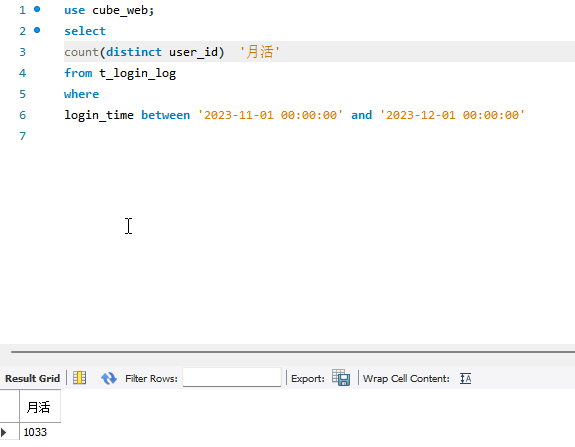 1 use cube_web;
2 select
3 count(distinct user_id)  '月活'
4 from t_login_log
5 where
6 login_time between '2023-11-01 00:00:00' and '2023-12-01 00:00:00'
7
Result Grid Filter Rows: Export: Wrap Cell Content: IA
月活
1033